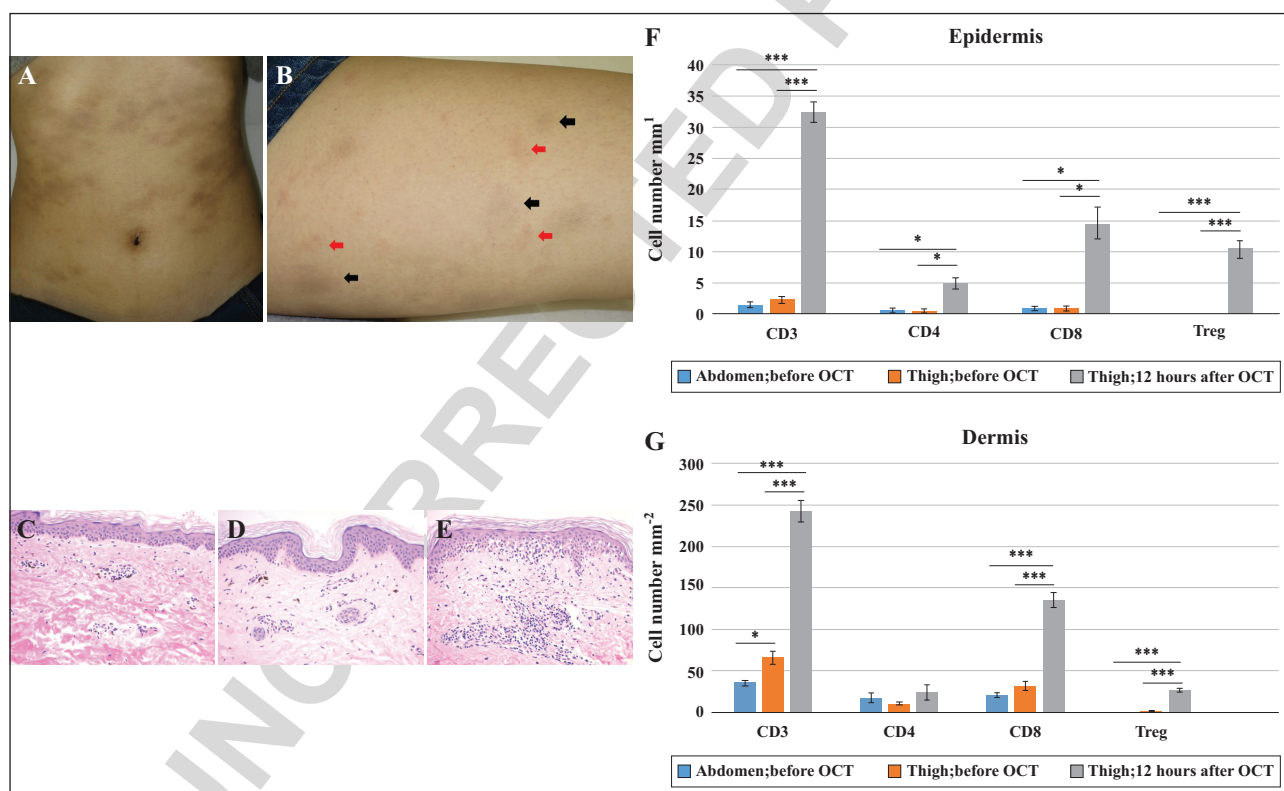 A
B
C
D
E
F
Epidermis
Cell number mm1
40
35
30
25
20
15
10
5
0
***
***
*
*
*
*
***
***
CD3
CD4
CD8
Treg
Abdomen;before OCT
Thigh;before OCT
Thigh;12 hours after OCT
G
Dermis
Cell number mm-2
300
250
200
150
100
50
0
***
***
*
***
***
***
***
CD3
CD4
CD8
Treg
Abdomen;before OCT
Thigh;before OCT
Thigh;12 hours after OCT